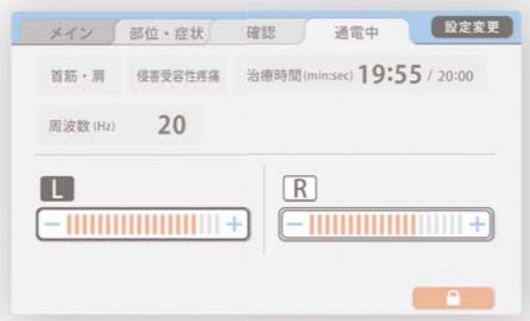 メイン 部位・症状 確認 通電中 設定変更
首筋・肩 侵害受容性疼痛 治療時間(min:sec) 19:55 / 20:00
周波数 (Hz) 20
L R
− + − +